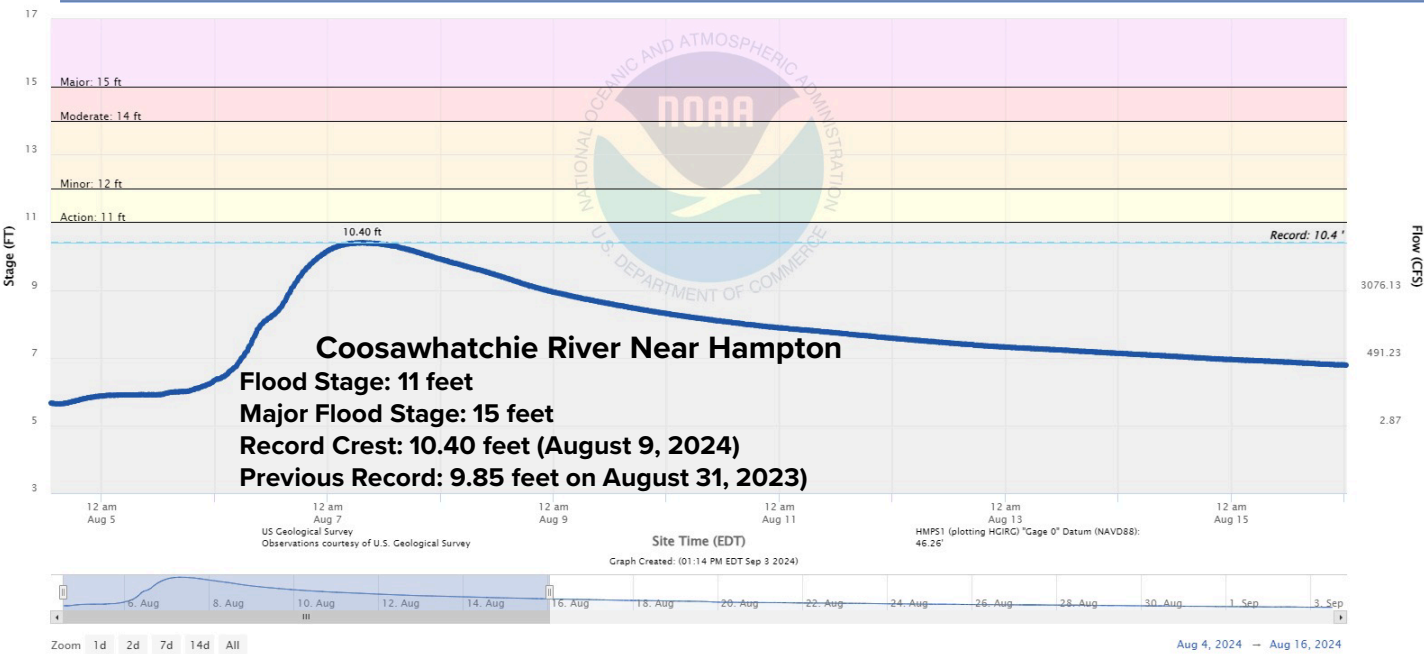 17
15
13
11
9
7
5
3
Stage (FT)
Major: 15 ft
Moderate: 14 ft
Minor: 12 ft
Action: 11 ft
10.40 ft
Record: 10.4 '
NATIONAL OCEANIC AND ATMOSPHERIC ADMINISTRATION
NOAA
U.S. DEPARTMENT OF COMMERCE
3076.13
491.23
2.87
Flow (CFS)
Coosawhatchie River Near Hampton
Flood Stage: 11 feet
Major Flood Stage: 15 feet
Record Crest: 10.40 feet (August 9, 2024)
Previous Record: 9.85 feet on August 31, 2023)
12 am
Aug 5
12 am
Aug 7
12 am
Aug 9
12 am
Aug 11
12 am
Aug 13
12 am
Aug 15
US Geological Survey
Observations courtesy of U.S. Geological Survey
Site Time (EDT)
HMPS1 (plotting HGIRG) "Gage 0" Datum (NAVD88):
46.26'
Graph Created: (01:14 PM EDT Sep 3 2024)
6. Aug 8. Aug 10. Aug 12. Aug 14. Aug 16. Aug 18. Aug 20. Aug 22. Aug 24. Aug 26. Aug 28. Aug 30. Aug 1. Sep 3. Sep
Zoom 1d 2d 7d 14d All
Aug 4, 2024 → Aug 16, 2024